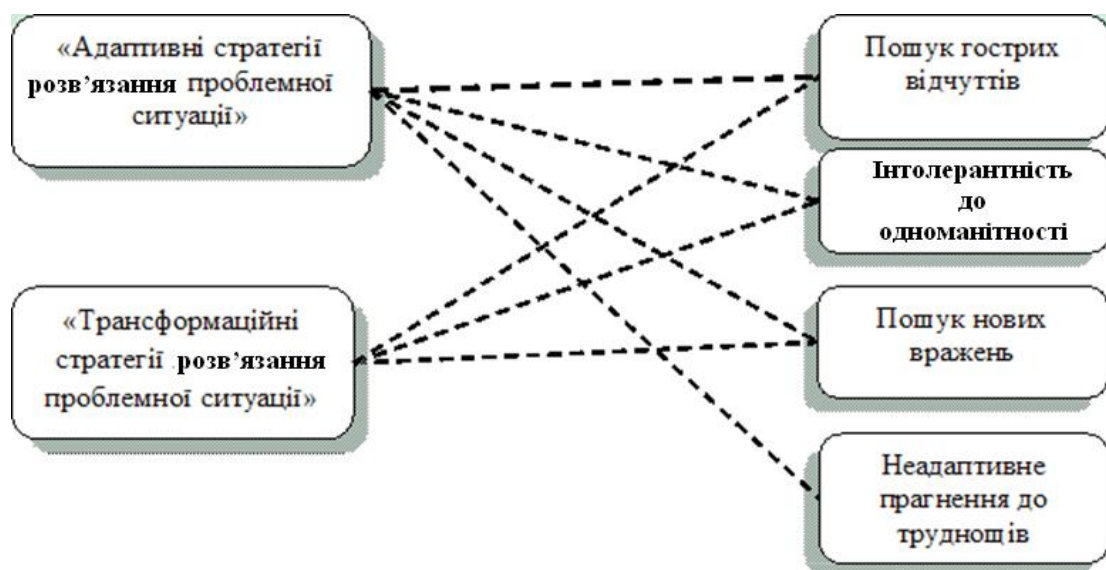 «Адаптивні стратегії
розв’язання проблемної
ситуації»
«Трансформаційні
стратегії .розв’язання
проблемної ситуації»
Пошук гострих
відчуттів
Інтолерантність
до
одноманітності
Пошук нових
вражень
Неадаптивне
прагнення до
труднощів